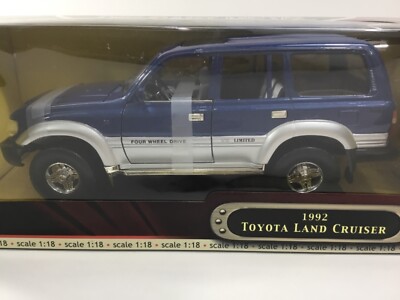 FOUR WHEEL DRIVE
LIMITED
1992
TOYOTA LAND CRUISER
1:18 scale 1:18 scale 1:18 scale 1:18 scale 1:18 scale 1:18 scale 1:18